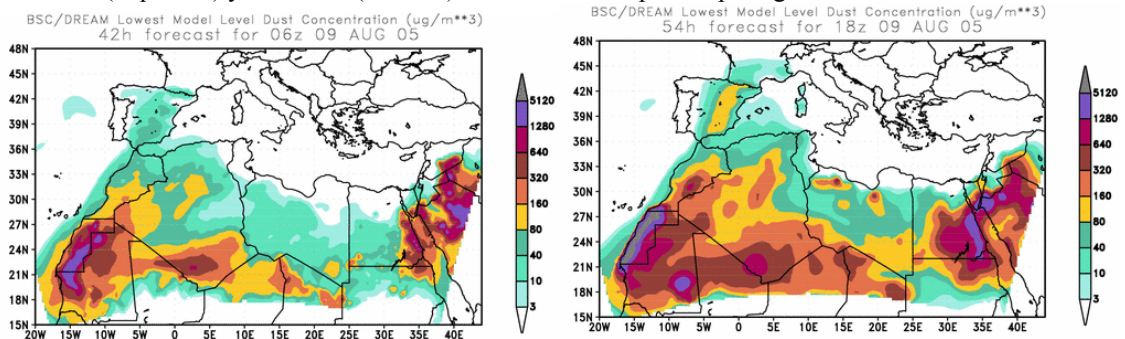 BSC/DREAM Lowest Model Level Dust Concentration (ug/m**3)
42h forecast for 06z 09 AUG 05
48N
45N
42N
39N
36N
33N
30N
27N
24N
21N
18N
15N
20W 15W 10W 5W 0 5E 10E 15E 20E 25E 30E 35E 40E
5120
1280
640
320
160
80
40
10
3
BSC/DREAM Lowest Model Level Dust Concentration (ug/m**3)
54h forecast for 18z 09 AUG 05
48N
45N
42N
39N
36N
33N
30N
27N
24N
21N
18N
15N
20W 15W 10W 5W 0 5E 10E 15E 20E 25E 30E 35E 40E
5120
1280
640
320
160
80
40
10
3